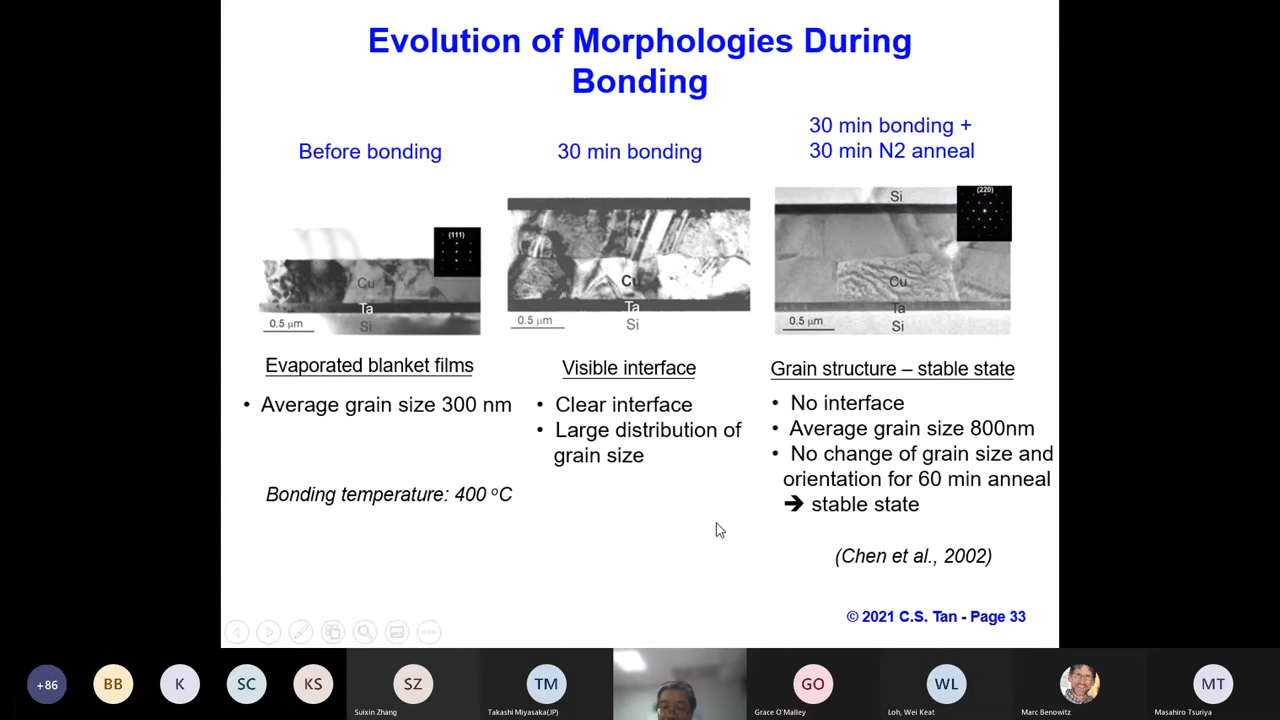 Evolution of Morphologies During
Bonding
Before bonding
30 min bonding
30 min bonding +
30 min N2 anneal
(111)
Cu
Ta
Si
0.5 μm
Cu
Ta
Si
0.5 μm
Si
(220)
Cu
Ta
Si
0.5 μm
Evaporated blanket films
• Average grain size 300 nm
Bonding temperature: 400 °C
Visible interface
• Clear interface
• Large distribution of
grain size
Grain structure – stable state
• No interface
• Average grain size 800nm
• No change of grain size and
orientation for 60 min anneal
➔ stable state
(Chen et al., 2002)
© 2021 C.S. Tan - Page 33
+86
BB
K
SC
KS
SZ
Suixin Zhang
TM
Takashi Miyasaka(JP)
GO
Grace O'Malley
WL
Loh, Wei Keat
Marc Benowitz
MT
Masahiro Tsuriya